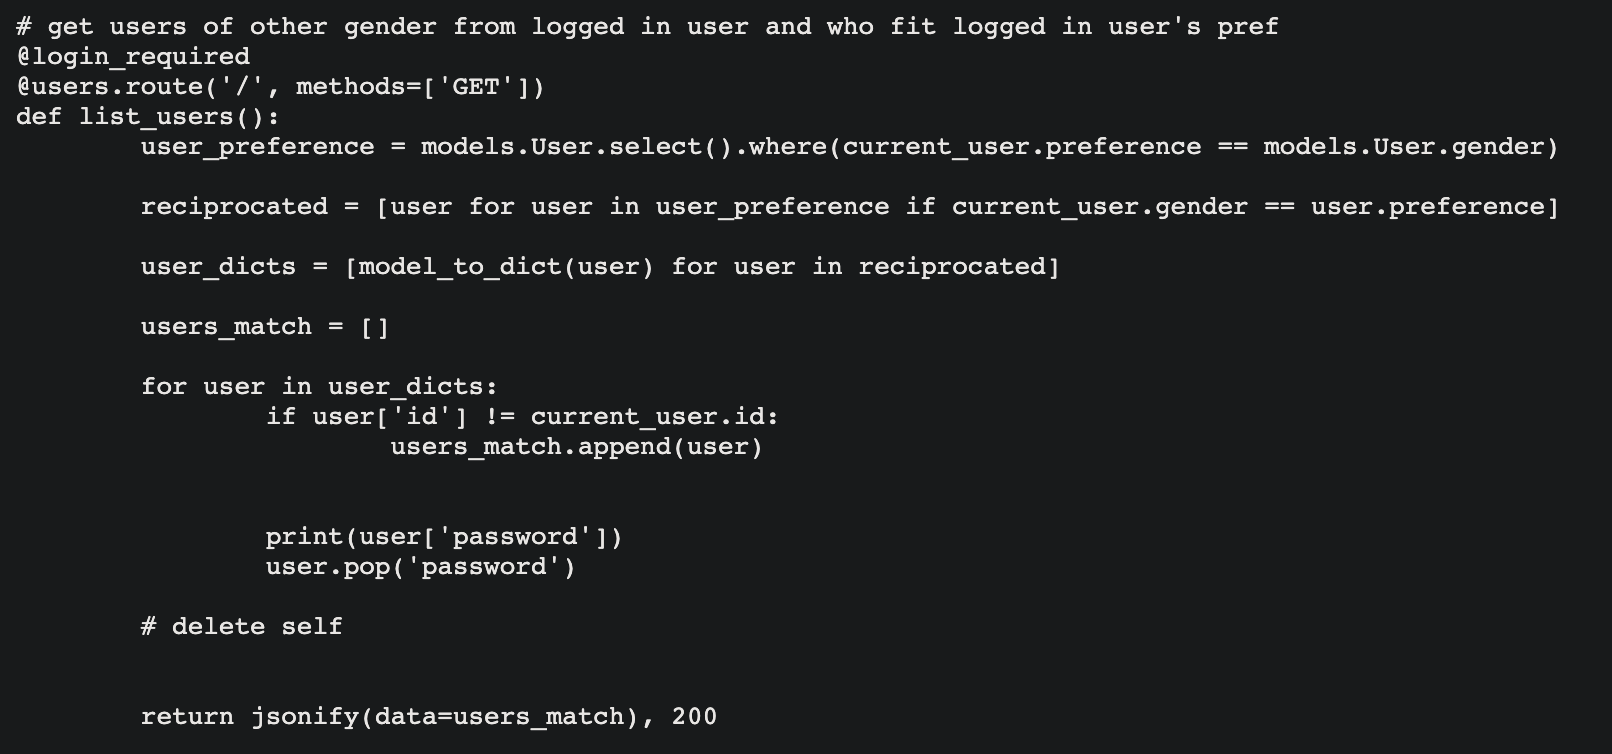 # get users of other gender from logged in user and who fit logged in user's pref
@login_required
@users.route('/', methods=['GET'])
def list_users():
        user_preference = models.User.select().where(current_user.preference == models.User.gender)
        reciprocated = [user for user in user_preference if current_user.gender == user.preference]
        user_dicts = [model_to_dict(user) for user in reciprocated]
        users_match = []
        for user in user_dicts:
                if user['id'] != current_user.id:
                        users_match.append(user)
                print(user['password'])
                user.pop('password')
        # delete self
        return jsonify(data=users_match), 200